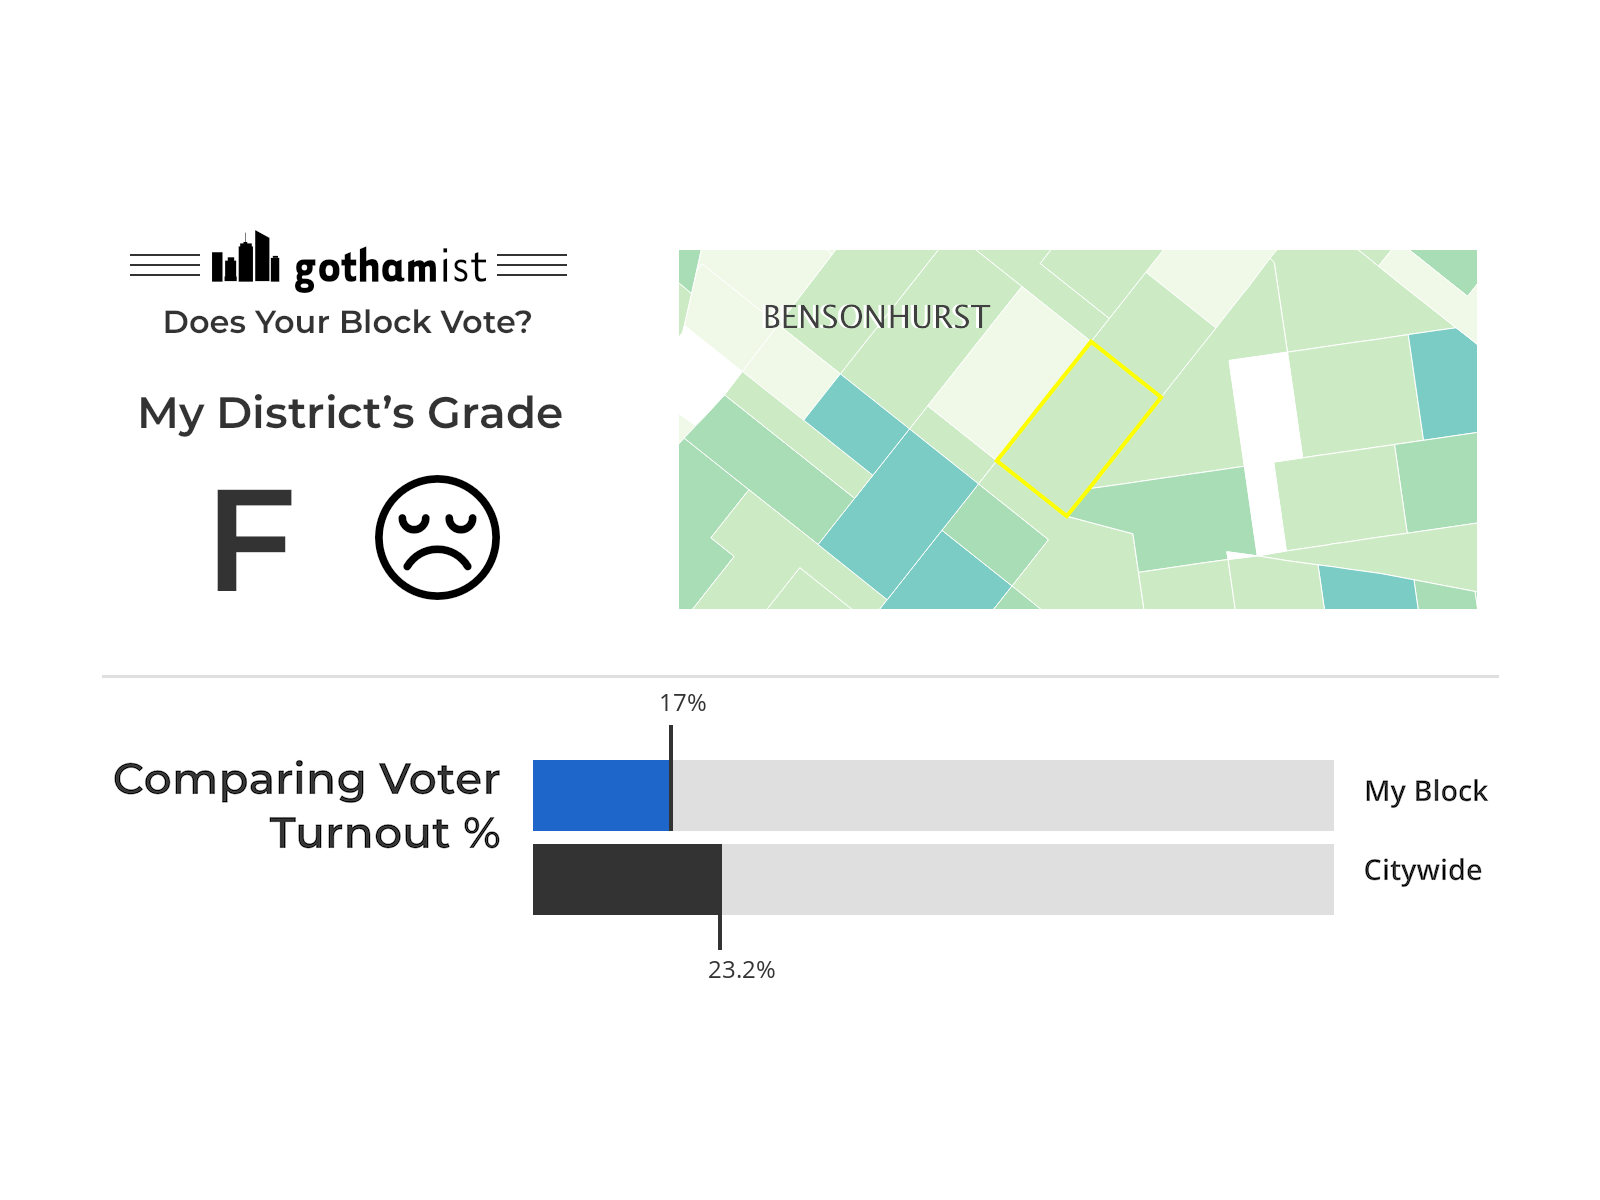 gothamist
Does Your Block Vote?
My District’s Grade
F
BENSONHURST
17%
Comparing Voter
Turnout %
My Block
Citywide
23.2%